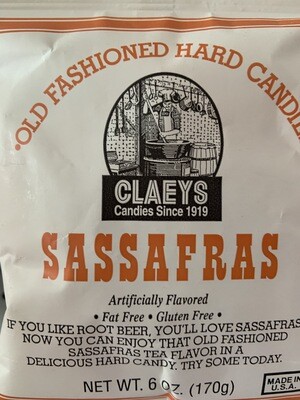 •OLD FASHIONED HARD CANDIE
CLAEYS
Candies Since 1919
SASSAFRAS
Artificially Flavored
• Fat Free • Gluten Free •
IF YOU LIKE ROOT BEER, YOU'LL LOVE SASSAFRAS
NOW YOU CAN ENJOY THAT OLD FASHIONED
SASSAFRAS TEA FLAVOR IN A
DELICIOUS HARD CANDY. TRY SOME TODAY.
NET WT. 6 OZ. (170g)
MADE IN
U.S.A.